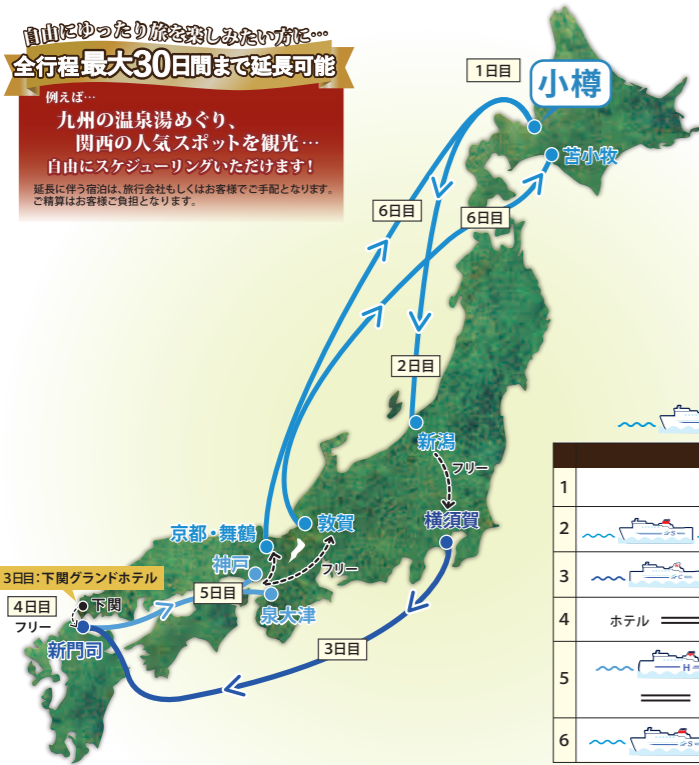 自由にゆったり旅を楽しみたい方に…
全行程最大30日間まで延長可能
例えば…
九州の温泉湯めぐり、
関西の人気スポットを観光…
自由にスケジューリングいただけます!
延長に伴う宿泊は、旅行会社もしくはお客様でご手配となります。
ご精算はお客様ご負担となります。
1日目
小樽
苫小牧
6日目
6日目
2日目
新潟
フリー
横須賀
敦賀
京都・舞鶴
神戸
フリー
3日目:下関グランドホテル
5日目
泉大津
4日目
下関
フリー
新門司
3日目
1
2
S
3
C
4
ホテル
5
H
6
S